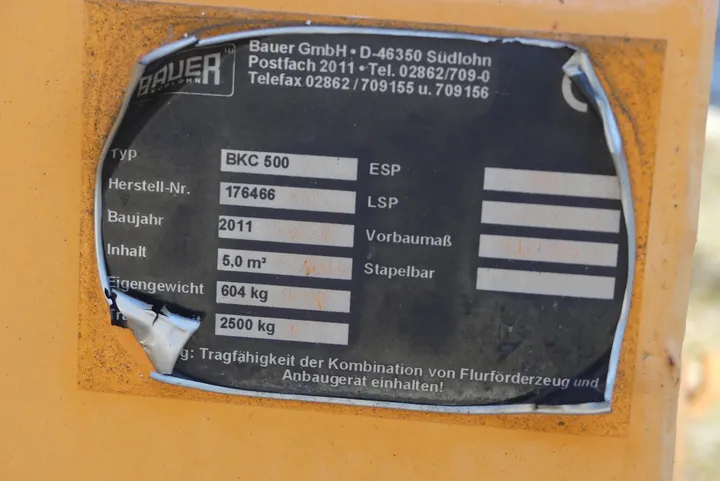 BAUER
SÜDLOHN
Bauer GmbH • D-46350 Südlohn
Postfach 2011 • Tel. 02862/709-0
Telefax 02862 / 709155 u. 709156
Typ BKC 500 ESP
Herstell-Nr. 176466 LSP
Baujahr 2011 Vorbaumaß
Inhalt 5,0 m³ Stapelbar
Eigengewicht 604 kg
2500 kg
Tragfähigkeit der Kombination von Flurförderzeug und
Anbaugerät einhalten!